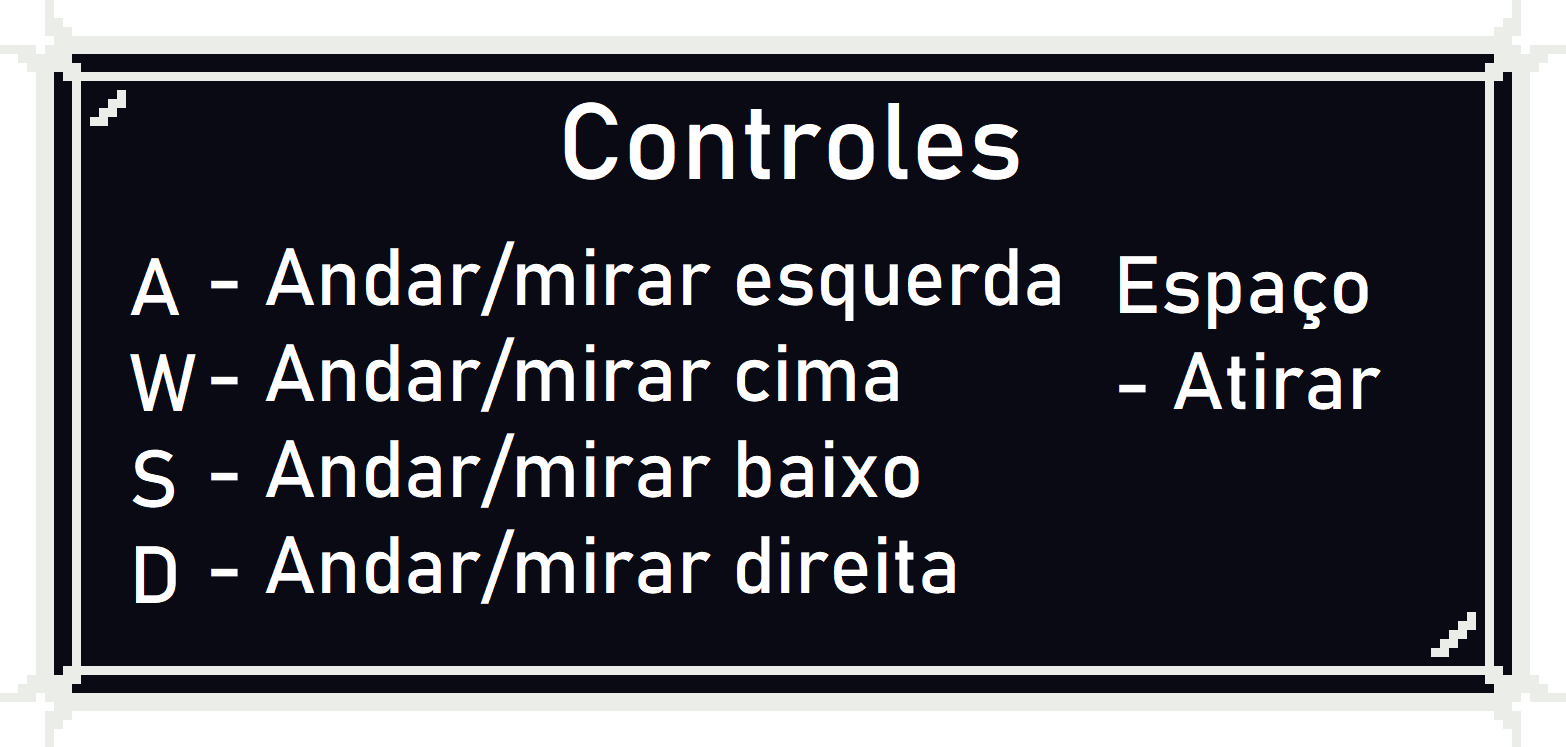 Controles
A - Andar/mirar esquerda
W - Andar/mirar cima
S - Andar/mirar baixo
D - Andar/mirar direita
Espaço
- Atirar